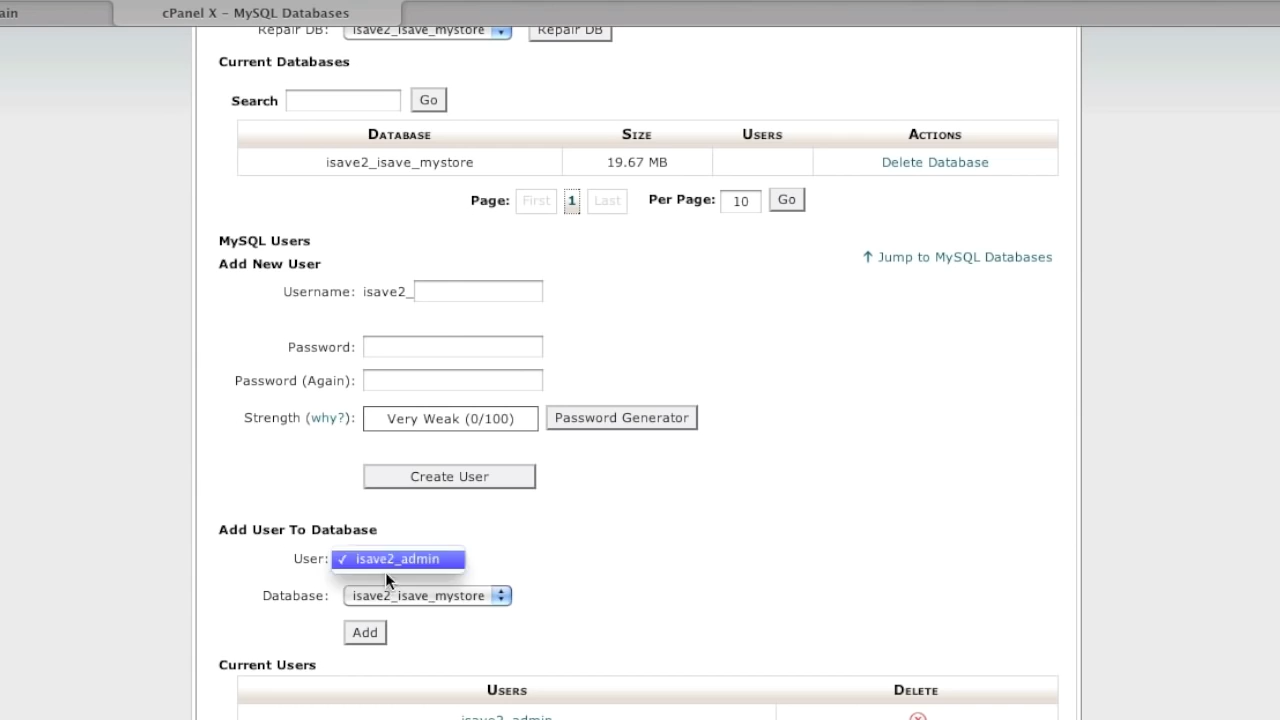 ain
cPanel X – MySQL Databases
Repair DB: isave2_isave_mystore Repair DB
Current Databases
Search Go
DATABASE SIZE USERS ACTIONS
isave2_isave_mystore 19.67 MB Delete Database
Page: First 1 Last Per Page: 10 Go
MySQL Users
Add New User
↑ Jump to MySQL Databases
Username: isave2_
Password:
Password (Again):
Strength (why?): Very Weak (0/100) Password Generator
Create User
Add User To Database
User: ✓ isave2_admin
Database: isave2_isave_mystore
Add
Current Users
USERS DELETE
isave2_admin